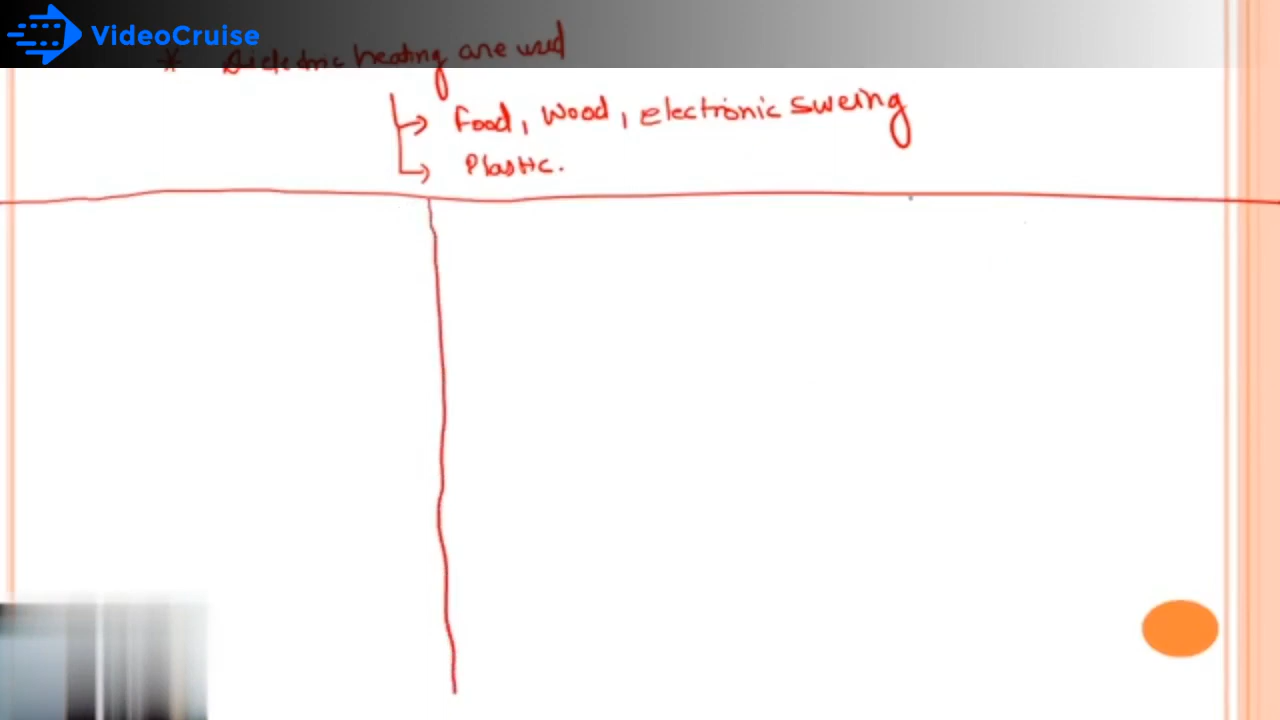 VideoCruise
* Dielectric heating are used
Food, Wood, electronic sweing
Plastic.